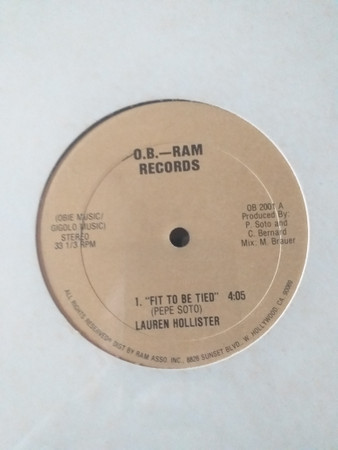 O.B.—RAM
RECORDS
(OBIE MUSIC/
GIGOLO MUSIC)
STEREO
33 1/3 RPM
OB 2001 A
Produced By:
P. Soto and
C. Bernard
Mix: M. Brauer
1. "FIT TO BE TIED" 4:05
(PEPE SOTO)
LAUREN HOLLISTER
ALL RIGHTS RESERVED DIST BY RAM ASSO INC., SUNSET BLVD., W. HOLLYWOOD, CA